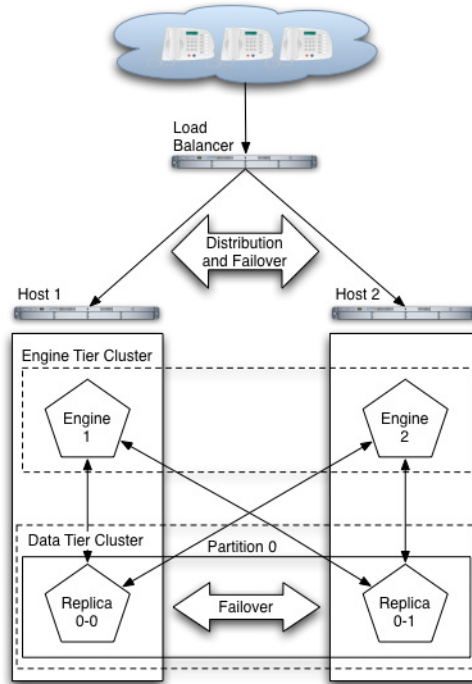 Load
Balancer
Distribution
and Failover
Host 1
Host 2
Engine Tier Cluster
Engine
1
Engine
2
Data Tier Cluster
Partition 0
Replica
0-0
Failover
Replica
0-1